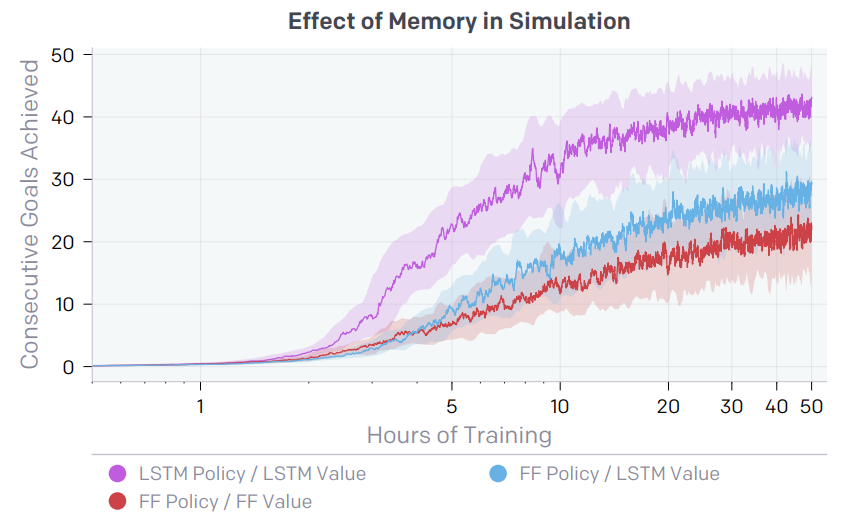 Effect of Memory in Simulation
Consecutive Goals Achieved
50
40
30
20
10
0
1 5 10 20 30 40 50
Hours of Training
LSTM Policy / LSTM Value
FF Policy / LSTM Value
FF Policy / FF Value